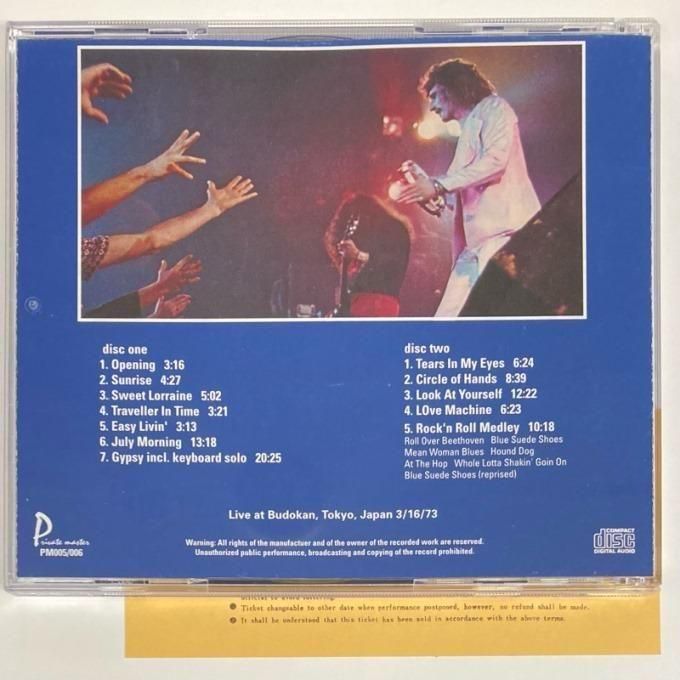 disc one
1. Opening 3:16
2. Sunrise 4:27
3. Sweet Lorraine 5:02
4. Traveller In Time 3:21
5. Easy Livin' 3:13
6. July Morning 13:18
7. Gypsy incl. keyboard solo 20:25
disc two
1. Tears In My Eyes 6:24
2. Circle of Hands 8:39
3. Look At Yourself 12:22
4. LOve Machine 6:23
5. Rock'n Roll Medley 10:18
Roll Over Beethoven Blue Suede Shoes
Mean Woman Blues Hound Dog
At The Hop Whole Lotta Shakin' Goin On
Blue Suede Shoes (reprised)
Live at Budokan, Tokyo, Japan 3/16/73
Private master
PM005/006
Warning: All rights of the manufactuer and of the owner of the recorded work are reserved.
Unauthorized public performance, broadcasting and copying of the record prohibited.
COMPACT
disc
DIGITAL AUDIO
● Ticket changeable to other date when performance postponed, however, no refund shall be made.
● It shall be understood that this ticket has been sold in accordance with the above terms.